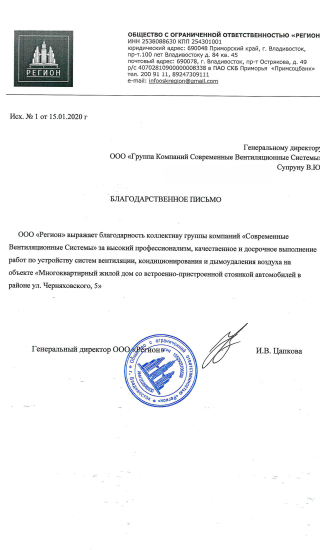 РЕГИОН
ОБЩЕСТВО С ОГРАНИЧЕННОЙ ОТВЕТСТВЕННОСТЬЮ «РЕГИОН
ИНН 2538088630 КПП 254301001
юридический адрес: 690048 Приморский край, г. Владивосток,
пр-т.100 лет Владивостоку д. 84 кв. 45
почтовый адрес: 690078, г. Владивосток, пр-т Острякова, д. 49
р/с 40702810900000008338 в ПАО СКБ Приморья «Примсоцбанк»
тел. 200 91 11, 89247309111
e-mail: infooskregion@gmail.com
Исх. № 1 от 15.01.2020 г
Генеральному директору
ООО «Группа Компаний Современные Вентиляционные Системы»
Супруну В.Ю
БЛАГОДАРСТВЕННОЕ ПИСЬМО
ООО «Регион» выражает благодарность коллективу группы компаний «Современные
Вентиляционные Системы» за высокий профессионализм, качественное и досрочное выполнение
работ по устройству систем вентиляции, кондиционирования и дымоудаления воздуха на
объекте «Многоквартирный жилой дом со встроенно-пристроенной стоянкой автомобилей в
районе ул. Черняховского, 5»
Генеральный директор ООО «Регион»
И.В. Цапкова